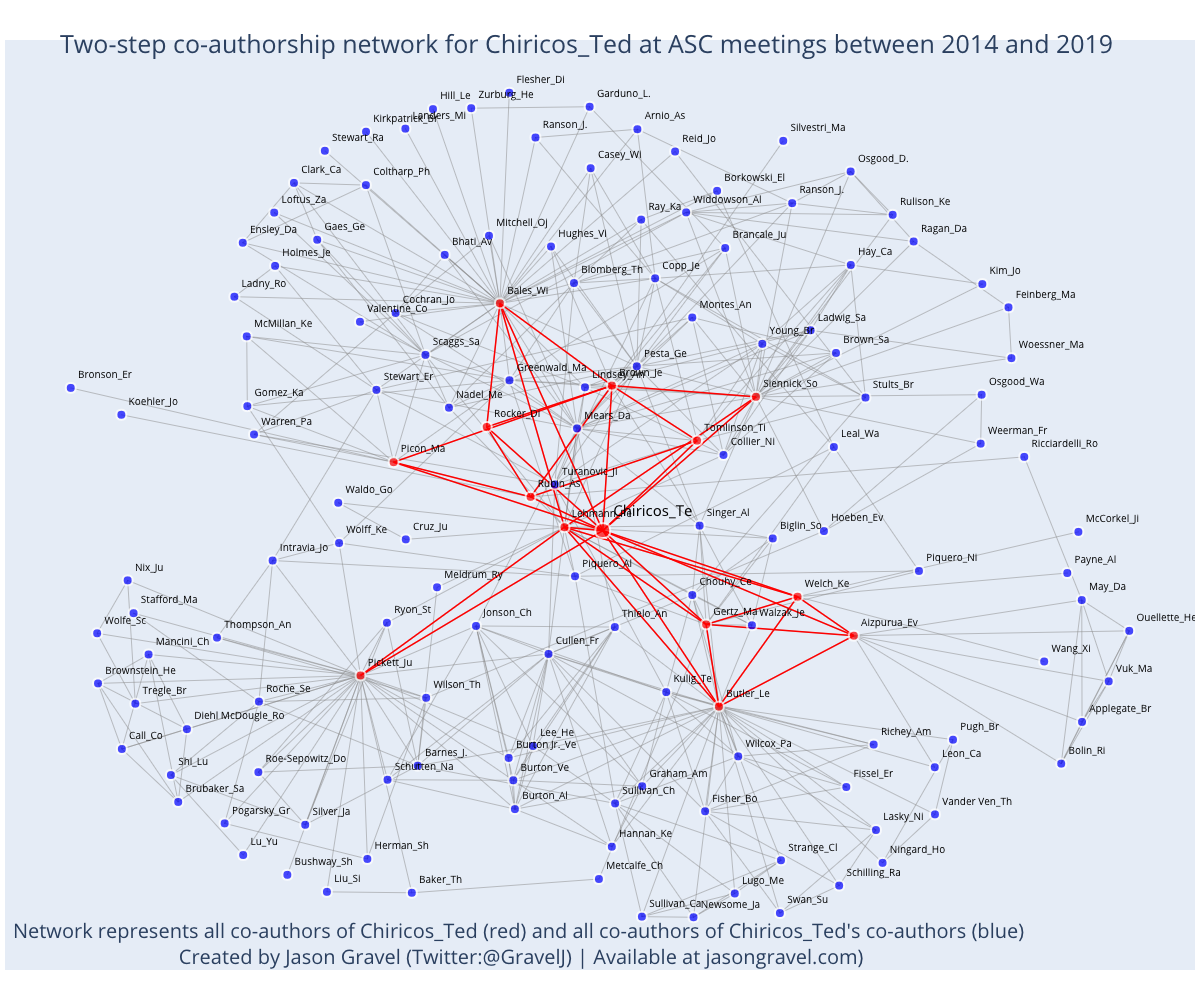 Two-step co-authorship network for Chiricos_Ted at ASC meetings between 2014 and 2019
Flesher_Di
Hill_Le
Zurburg_He
Garduno_L.
Kirkpatrick_Br
Landers_Mi
Ranson_J.
Arnio_As
Stewart_Ra
Reid_Jo
Silvestri_Ma
Casey_Wi
Clark_Ca
Coltharp_Ph
Osgood_D.
Borkowski_El
Ranson_J.
Loftus_Za
Ray_Ka
Widdowson_Al
Rulison_Ke
Ensley_Da
Gaes_Ge
Mitchell_Oj
Ragan_Da
Holmes_Je
Bhati_Av
Hughes_Vi
Brancale_Ju
Hay_Ca
Ladny_Ro
Blomberg_Th
Copp_Je
Kim_Jo
Bales_Wi
Feinberg_Ma
Valentine_Co
Cochran_Jo
Montes_An
Ladwig_Sa
McMillan_Ke
Young_Br
Scaggs_Sa
Pesta_Ge
Brown_Sa
Woessner_Ma
Bronson_Er
Stewart_Er
Greenwald_Ma
Lindsey_An
Brown_Je
Siennick_So
Stults_Br
Osgood_Wa
Koehler_Jo
Gomez_Ka
Nadel_Me
Warren_Pa
Rocker_Di
Mears_Da
Tomlinson_Ti
Leal_Wa
Weerman_Fr
Picon_Ma
Collier_Ni
Ricciardelli_Ro
Turanovic_Ji
Rubin_As
Waldo_Go
Chiricos_Te
Singer_Al
Cruz_Ju
Biglin_So
Hoeben_Ev
McCorkel_Ji
Wolff_Ke
Intravia_Jo
Piquero_Al
Piquero_Ni
Payne_Al
Nix_Ju
Meldrum_Ry
Chouhy_Ce
Welch_Ke
May_Da
Stafford_Ma
Wolfe_Sc
Thompson_An
Ryon_St
Jonson_Ch
Thielo_An
Gertz_Ma
Walzak_Je
Aizpurua_Ev
Ouellette_He
Mancini_Ch
Cullen_Fr
Wang_Xi
Brownstein_He
Pickett_Ju
Vuk_Ma
Tregle_Br
Roche_Se
Wilson_Th
Kulig_Te
Butler_Le
Diehl McDougle_Ro
Applegate_Br
Call_Co
Lee_He
Richey_Am
Pugh_Br
Shi_Lu
Roe-Sepowitz_Do
Barnes_J.
Burton Jr._Ve
Wilcox_Pa
Leon_Ca
Bolin_Ri
Schutten_Na
Burton_Ve
Graham_Am
Fissel_Er
Brubaker_Sa
Burton_Al
Sullivan_Ch
Fisher_Bo
Vander Ven_Th
Pogarsky_Gr
Silver_Ja
Lasky_Ni
Lu_Yu
Herman_Sh
Hannan_Ke
Strange_Cl
Ningard_Ho
Bushway_Sh
Metcalfe_Ch
Schilling_Ra
Liu_Si
Baker_Th
Lugo_Me
Sullivan_Ca
Newsome_Ja
Swan_Su
Network represents all co-authors of Chiricos_Ted (red) and all co-authors of Chiricos_Ted's co-authors (blue)
Created by Jason Gravel (Twitter:@GravelJ) | Available at jasongravel.com)